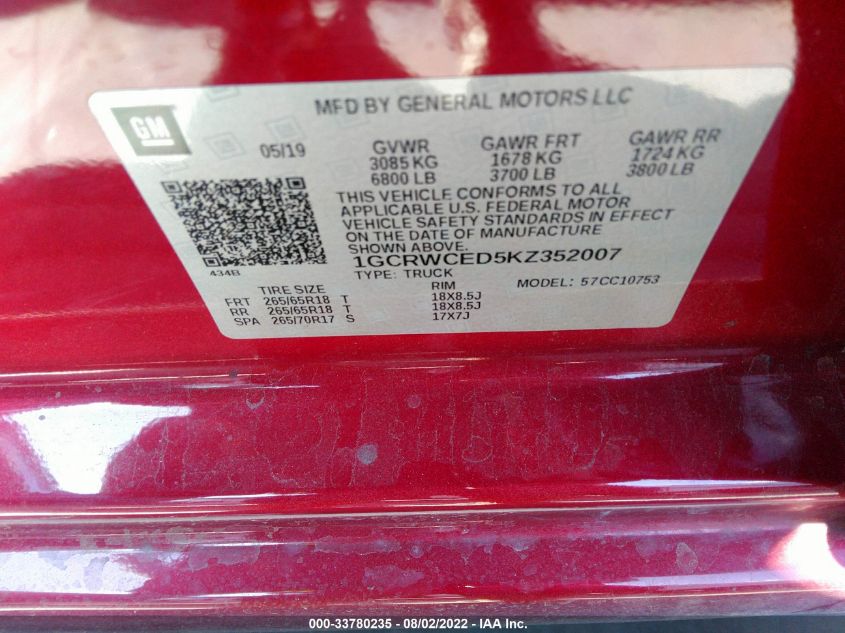 GM
MFD BY GENERAL MOTORS LLC
05/19 GVWR GAWR FRT GAWR RR
3085 KG 1678 KG 1724 KG
6800 LB 3700 LB 3800 LB
THIS VEHICLE CONFORMS TO ALL
APPLICABLE U.S. FEDERAL MOTOR
VEHICLE SAFETY STANDARDS IN EFFECT
ON THE DATE OF MANUFACTURE
SHOWN ABOVE.
1GCRWCED5KZ352007
434B TYPE: TRUCK MODEL: 57CC10753
TIRE SIZE RIM
FRT 265/65R18 T 18X8.5J
RR 265/65R18 T 18X8.5J
SPA 265/70R17 S 17X7J
000-33780235 - 08/02/2022 - IAA Inc.